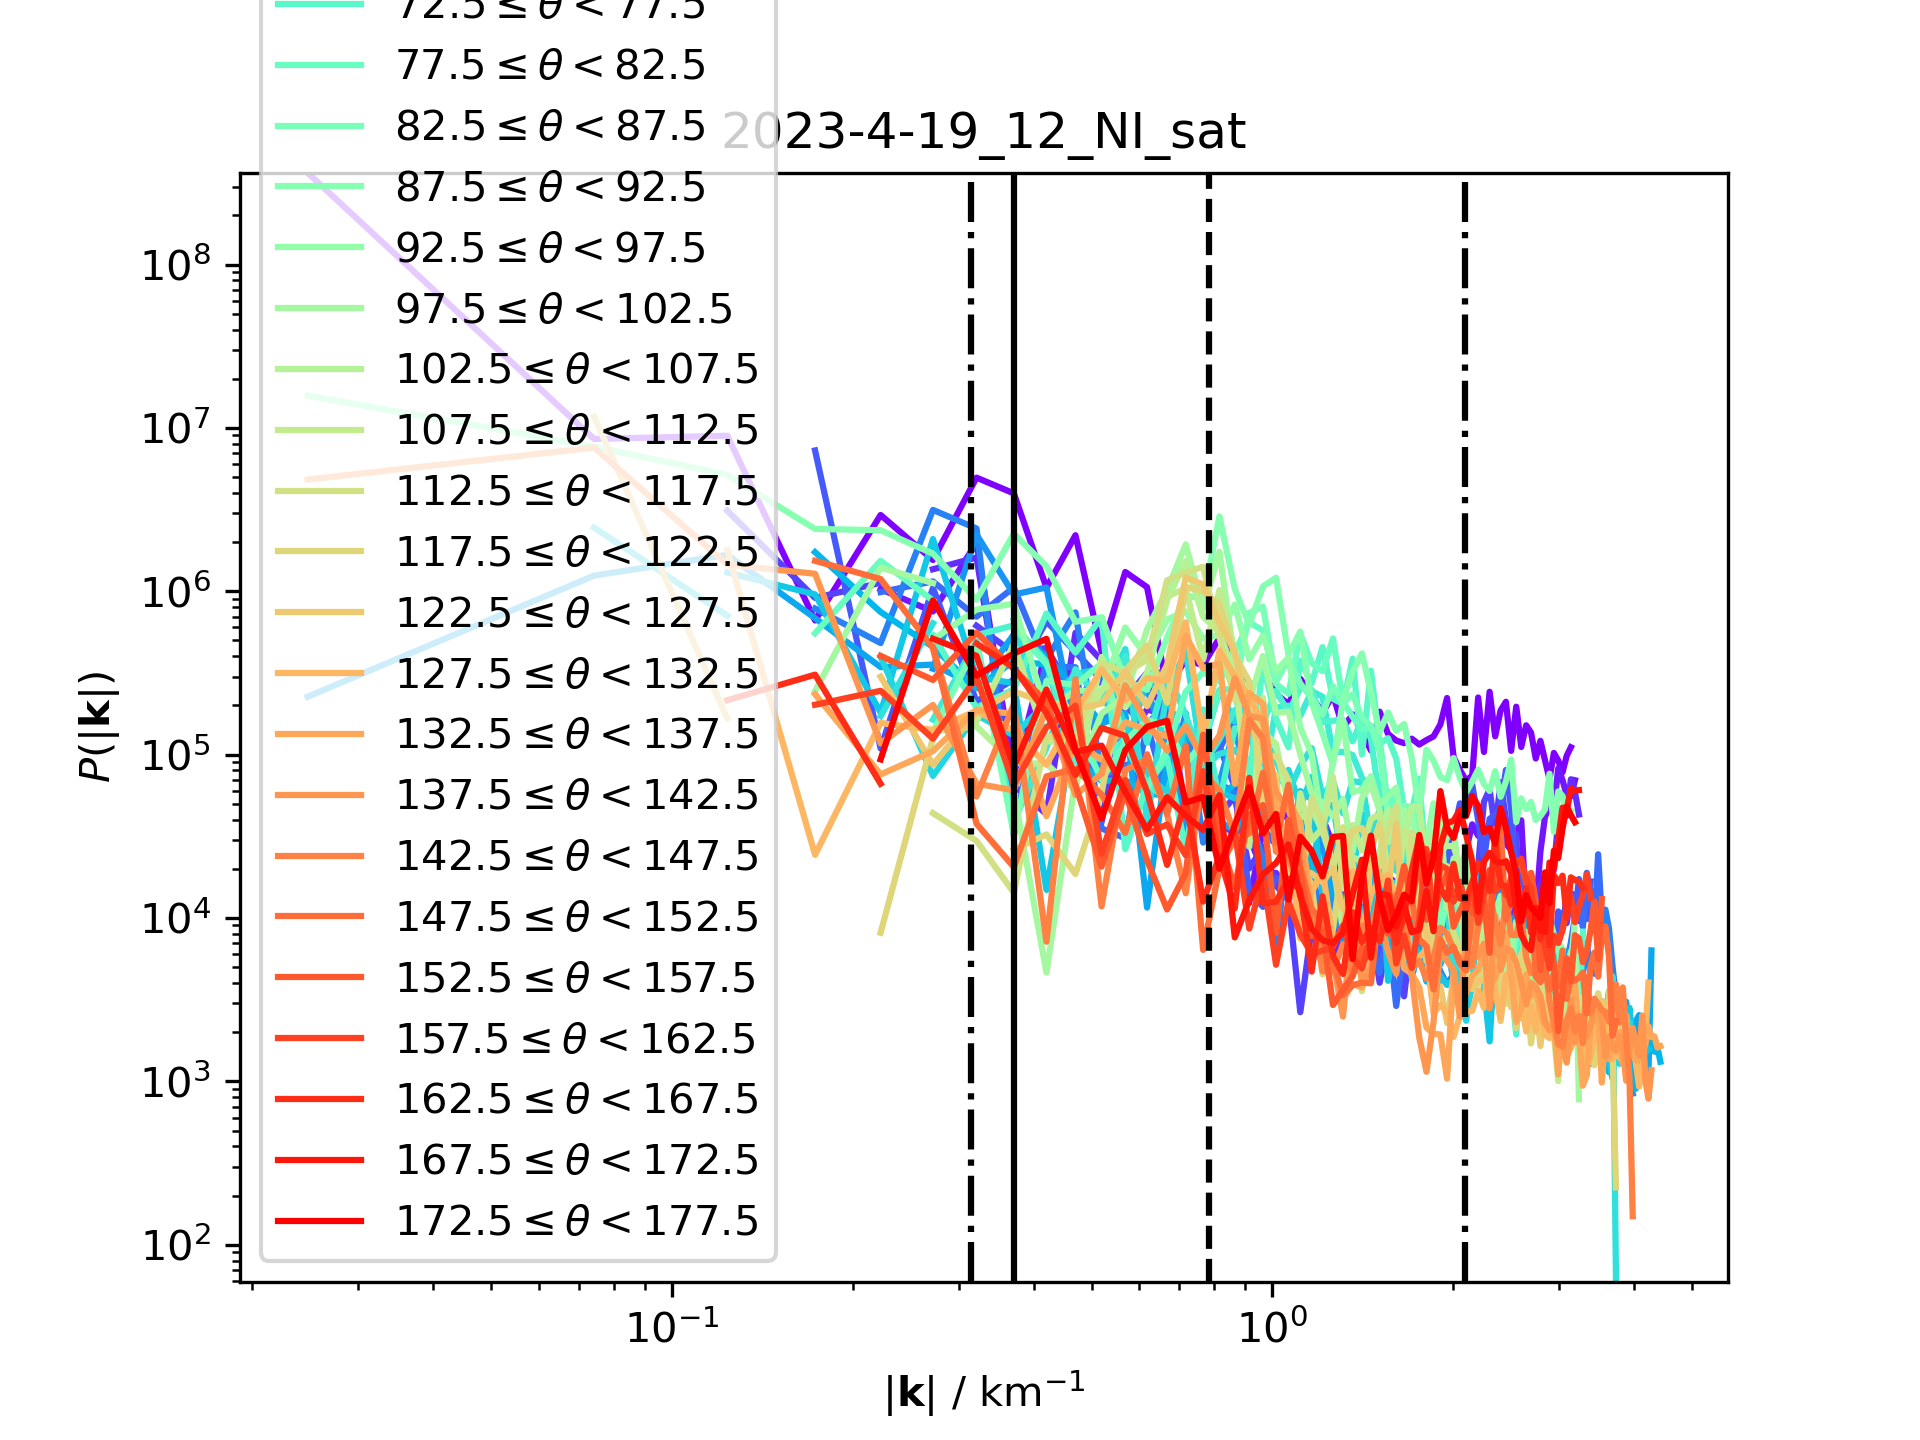 72.5 ≤ θ < 77.5
77.5 ≤ θ < 82.5
82.5 ≤ θ < 87.5
2023-4-19_12_NI_sat
87.5 ≤ θ < 92.5
92.5 ≤ θ < 97.5
97.5 ≤ θ < 102.5
102.5 ≤ θ < 107.5
107.5 ≤ θ < 112.5
112.5 ≤ θ < 117.5
117.5 ≤ θ < 122.5
122.5 ≤ θ < 127.5
127.5 ≤ θ < 132.5
132.5 ≤ θ < 137.5
137.5 ≤ θ < 142.5
142.5 ≤ θ < 147.5
147.5 ≤ θ < 152.5
152.5 ≤ θ < 157.5
157.5 ≤ θ < 162.5
162.5 ≤ θ < 167.5
167.5 ≤ θ < 172.5
172.5 ≤ θ < 177.5
10⁸
10⁷
10⁶
10⁵
10⁴
10³
10²
P(|k|)
10⁻¹ 10⁰
|k| / km⁻¹